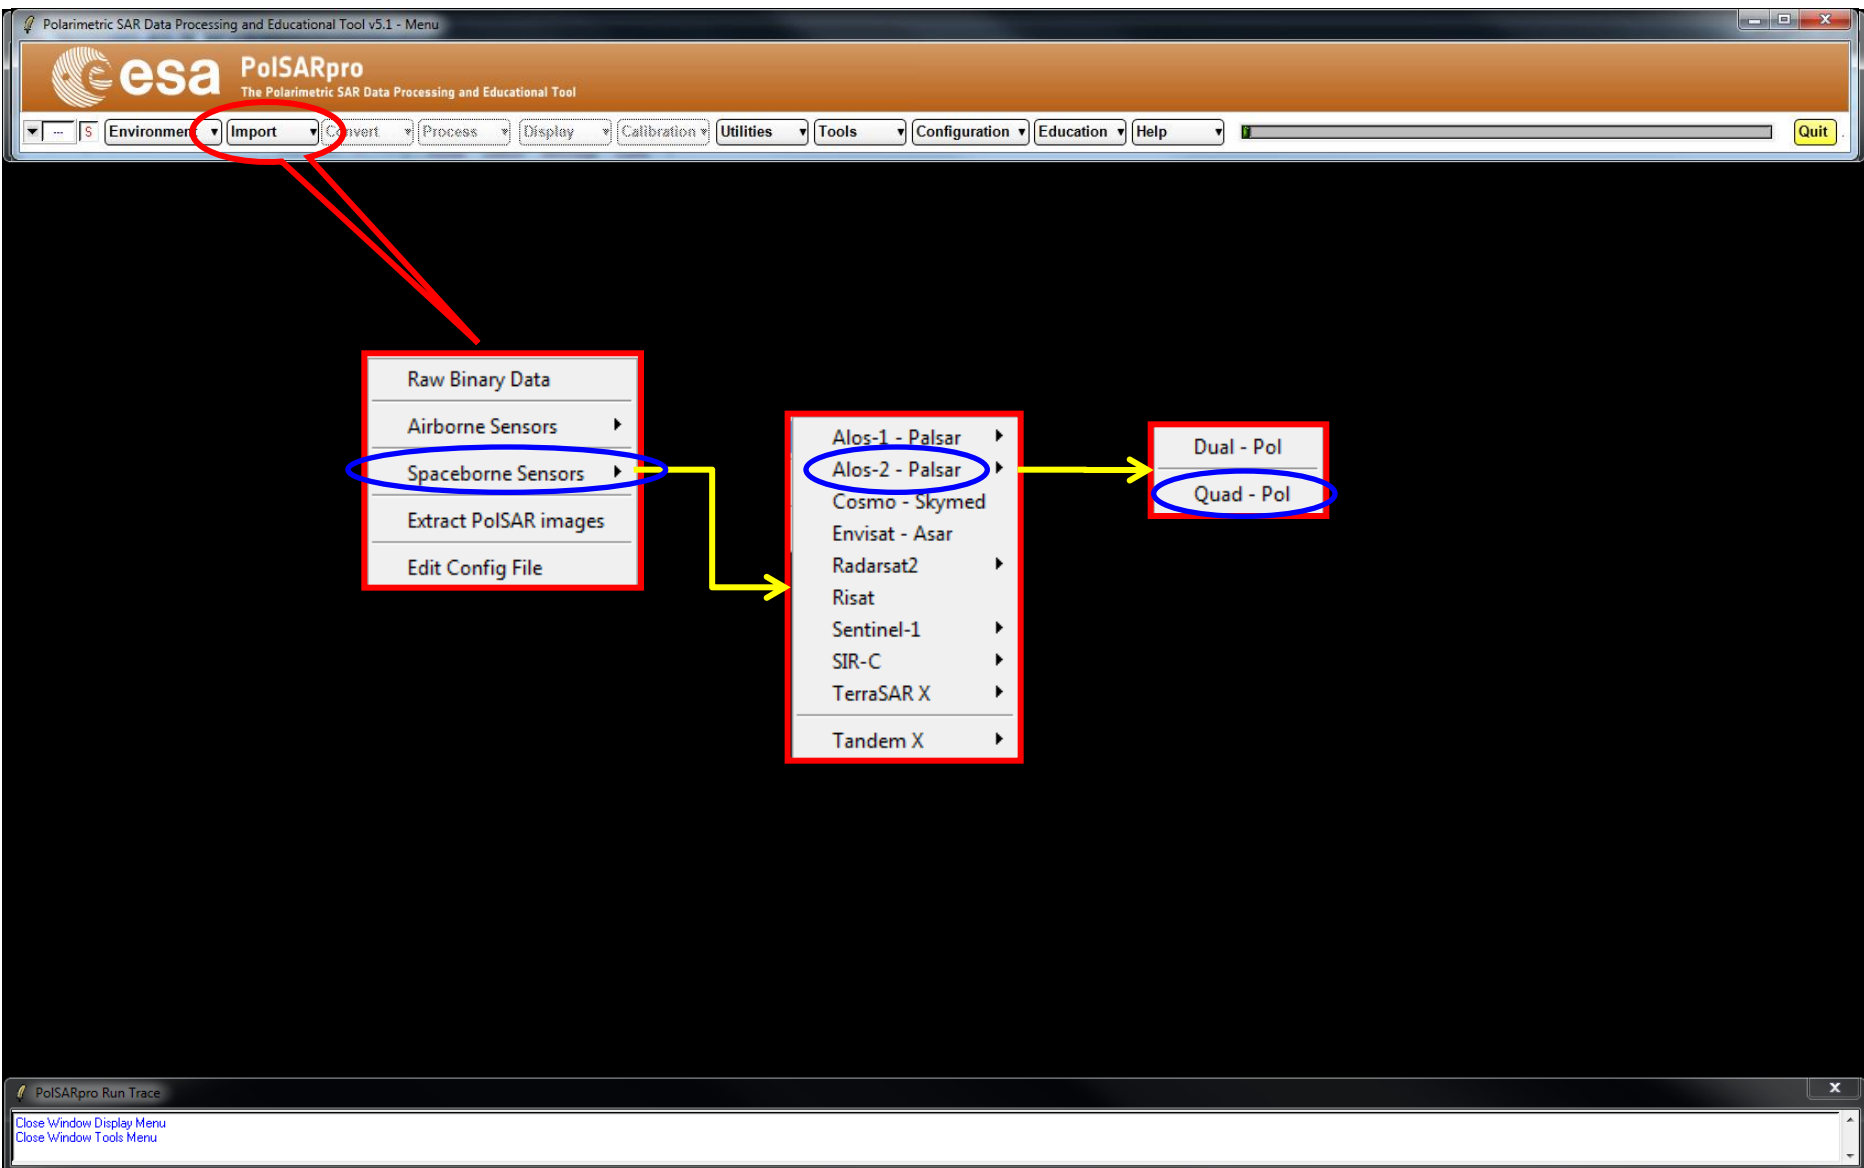 Polarimetric SAR Data Processing and Educational Tool v5.1 - Menu
esa
PolSARpro
The Polarimetric SAR Data Processing and Educational Tool
--- S Environment Import Convert Process Display Calibration Utilities Tools Configuration Education Help Quit
Raw Binary Data
Airborne Sensors
Spaceborne Sensors
Extract PolSAR images
Edit Config File
Alos-1 - Palsar
Alos-2 - Palsar
Cosmo - Skymed
Envisat - Asar
Radarsat2
Risat
Sentinel-1
SIR-C
TerraSAR X
Tandem X
Dual - Pol
Quad - Pol
PolSARpro Run Trace
Close Window Display Menu
Close Window Tools Menu